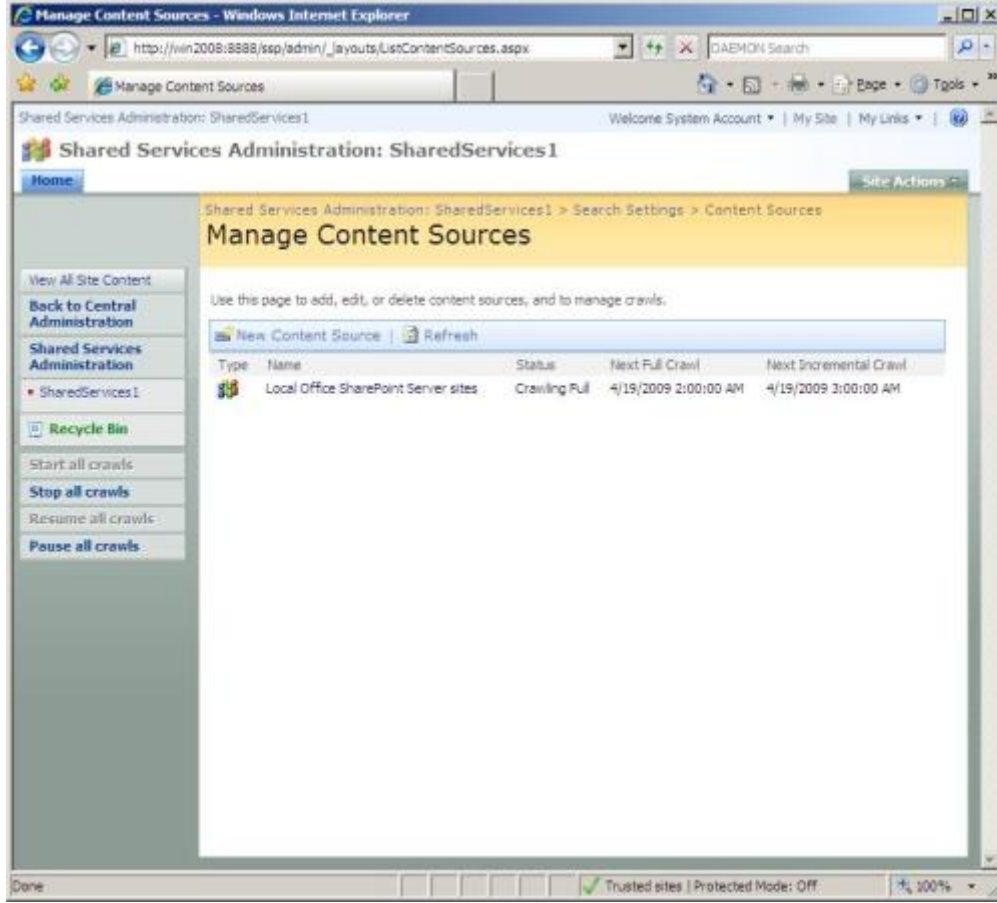 Manage Content Sources - Windows Internet Explorer
http://win2008:8888/ssp/admin/_layouts/ListContentSources.aspx
DAEMON Search
Manage Content Sources
Page
Tools
Shared Services Administration: SharedServices1
Welcome System Account | My Site | My Links |
Shared Services Administration: SharedServices1
Home
Site Actions
Shared Services Administration: SharedServices1 > Search Settings > Content Sources
Manage Content Sources
View All Site Content
Back to Central
Administration
Shared Services
Administration
SharedServices1
Recycle Bin
Start all crawls
Stop all crawls
Resume all crawls
Pause all crawls
Use this page to add, edit, or delete content sources, and to manage crawls.
New Content Source | Refresh
Type Name Status Next Full Crawl Next Incremental Crawl
Local Office SharePoint Server sites Crawling Full 4/19/2009 2:00:00 AM 4/19/2009 3:00:00 AM
Done
Trusted sites | Protected Mode: Off
100%